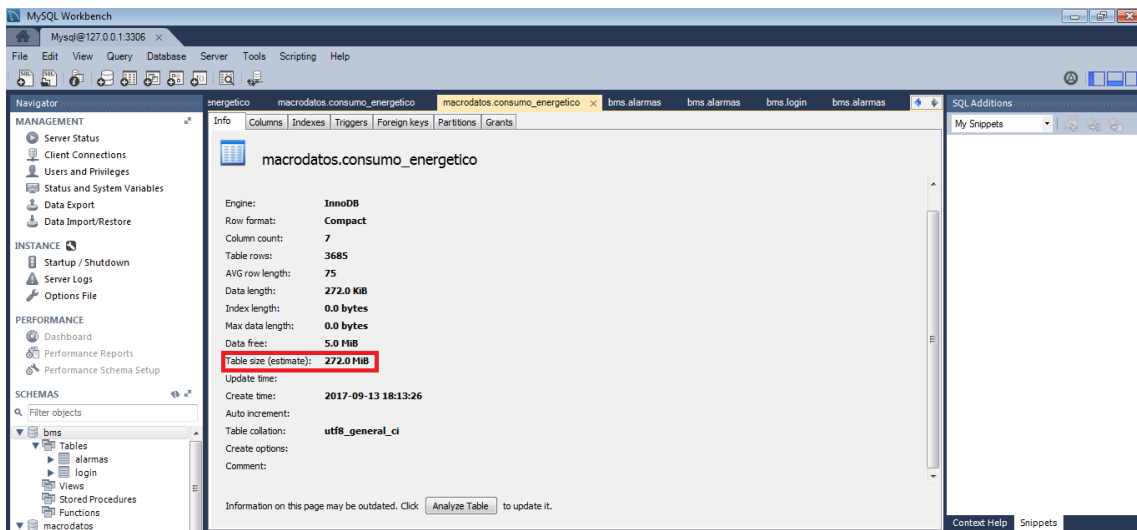 MySQL Workbench
Mysql@127.0.0.1:3306 ×
File Edit View Query Database Server Tools Scripting Help
Navigator
MANAGEMENT
Server Status
Client Connections
Users and Privileges
Status and System Variables
Data Export
Data Import/Restore
INSTANCE
Startup / Shutdown
Server Logs
Options File
PERFORMANCE
Dashboard
Performance Reports
Performance Schema Setup
SCHEMAS
Filter objects
bms
Tables
alarmas
login
Views
Stored Procedures
Functions
macrodatos
energetico macrodatos.consumo_energetico macrodatos.consumo_energetico × bms.alarmas bms.alarmas bms.login bms.alarmas
Info Columns Indexes Triggers Foreign keys Partitions Grants
macrodatos.consumo_energetico
Engine: InnoDB
Row format: Compact
Column count: 7
Table rows: 3685
AVG row length: 75
Data length: 272.0 KiB
Index length: 0.0 bytes
Max data length: 0.0 bytes
Data free: 5.0 MiB
Table size (estimate): 272.0 MiB
Update time:
Create time: 2017-09-13 18:13:26
Auto increment:
Table collation: utf8_general_ci
Create options:
Comment:
Information on this page may be outdated. Click Analyze Table to update it.
SQL Additions
My Snippets
Context Help Snippets